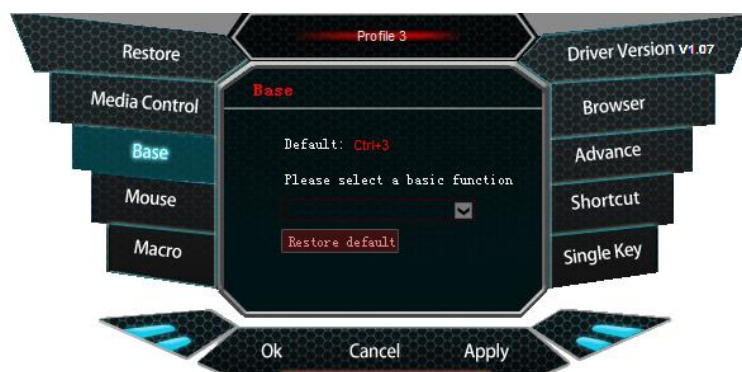 Profile 3
Restore
Driver Version V1.07
Media Control
Base
Browser
Default: Ctrl+3
Base
Advance
Please select a basic function
Mouse
Shortcut
Restore default
Macro
Single Key
Ok
Cancel
Apply